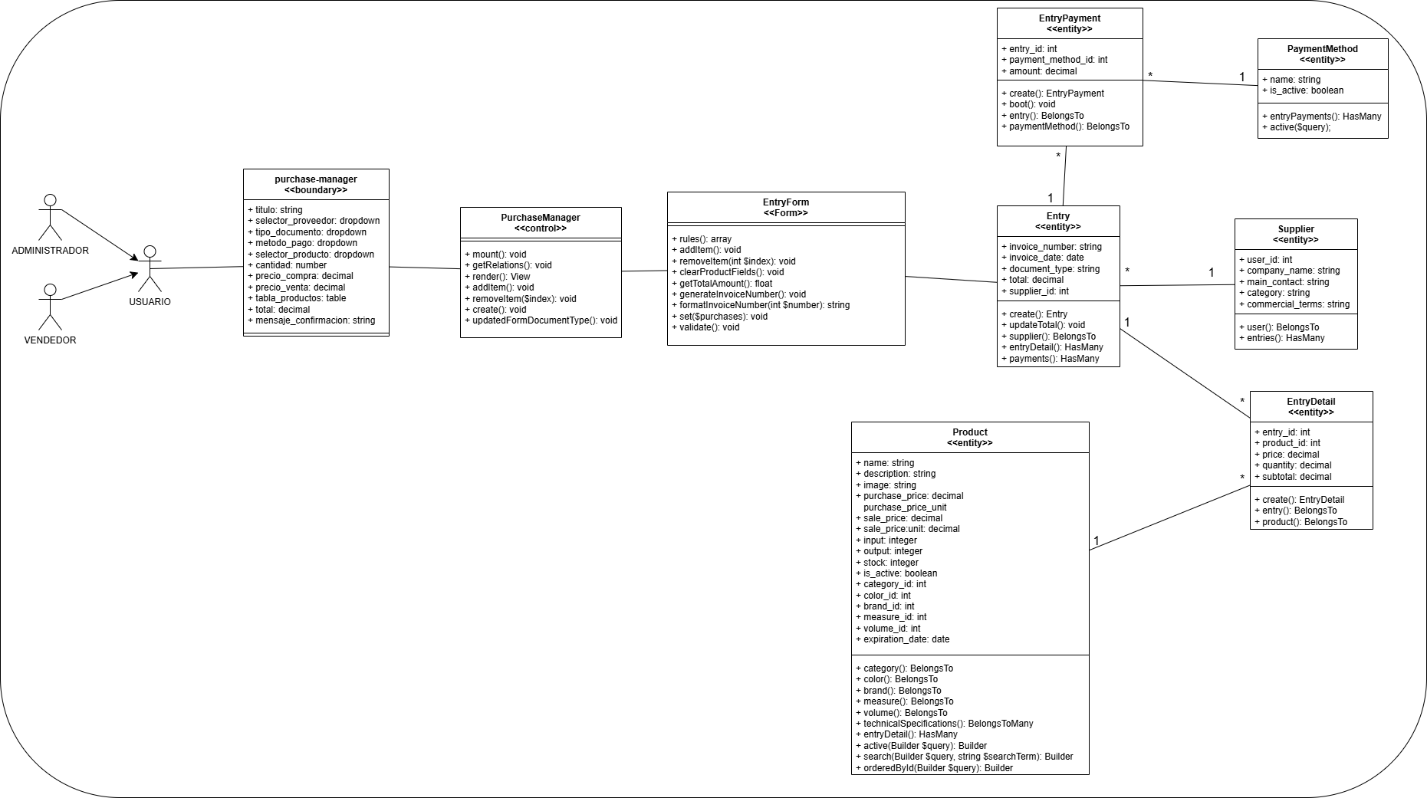 ADMINISTRADOR
VENDEDOR
USUARIO
purchase-manager
<<boundary>>
+ titulo: string
+ selector_proveedor: dropdown
+ tipo_documento: dropdown
+ metodo_pago: dropdown
+ selector_producto: dropdown
+ cantidad: number
+ precio_compra: decimal
+ precio_venta: decimal
+ tabla_productos: table
+ total: decimal
+ mensaje_confirmacion: string
PurchaseManager
<<control>>
+ mount(): void
+ getRelations(): void
+ render(): View
+ addItem(): void
+ removeItem($index): void
+ create(): void
+ updatedFormDocumentType(): void
EntryForm
<<Form>>
+ rules(): array
+ addItem(): void
+ removeItem(int $index): void
+ clearProductFields(): void
+ getTotalAmount(): float
+ generateInvoiceNumber(): void
+ formatInvoiceNumber(int $number): string
+ set($purchases): void
+ validate(): void
EntryPayment
<<entity>>
+ entry_id: int
+ payment_method_id: int
+ amount: decimal
+ create(): EntryPayment
+ boot(): void
+ entry(): BelongsTo
+ paymentMethod(): BelongsTo
*
1
PaymentMethod
<<entity>>
+ name: string
+ is_active: boolean
+ entryPayments(): HasMany
+ active($query);
*
1
Entry
<<entity>>
+ invoice_number: string
+ invoice_date: date
+ document_type: string
+ total: decimal
+ supplier_id: int
+ create(): Entry
+ updateTotal(): void
+ supplier(): BelongsTo
+ entryDetail(): HasMany
+ payments(): HasMany
*
1
Supplier
<<entity>>
+ user_id: int
+ company_name: string
+ main_contact: string
+ category: string
+ commercial_terms: string
+ user(): BelongsTo
+ entries(): HasMany
1
*
EntryDetail
<<entity>>
+ entry_id: int
+ product_id: int
+ price: decimal
+ quantity: decimal
+ subtotal: decimal
+ create(): EntryDetail
+ entry(): BelongsTo
+ product(): BelongsTo
*
1
Product
<<entity>>
+ name: string
+ description: string
+ image: string
+ purchase_price: decimal
purchase_price_unit
+ sale_price: decimal
+ sale_price:unit: decimal
+ input: integer
+ output: integer
+ stock: integer
+ is_active: boolean
+ category_id: int
+ color_id: int
+ brand_id: int
+ measure_id: int
+ volume_id: int
+ expiration_date: date
+ category(): BelongsTo
+ color(): BelongsTo
+ brand(): BelongsTo
+ measure(): BelongsTo
+ volume(): BelongsTo
+ technicalSpecifications(): BelongsToMany
+ entryDetail(): HasMany
+ active(Builder $query): Builder
+ search(Builder $query, string $searchTerm): Builder
+ orderedById(Builder $query): Builder